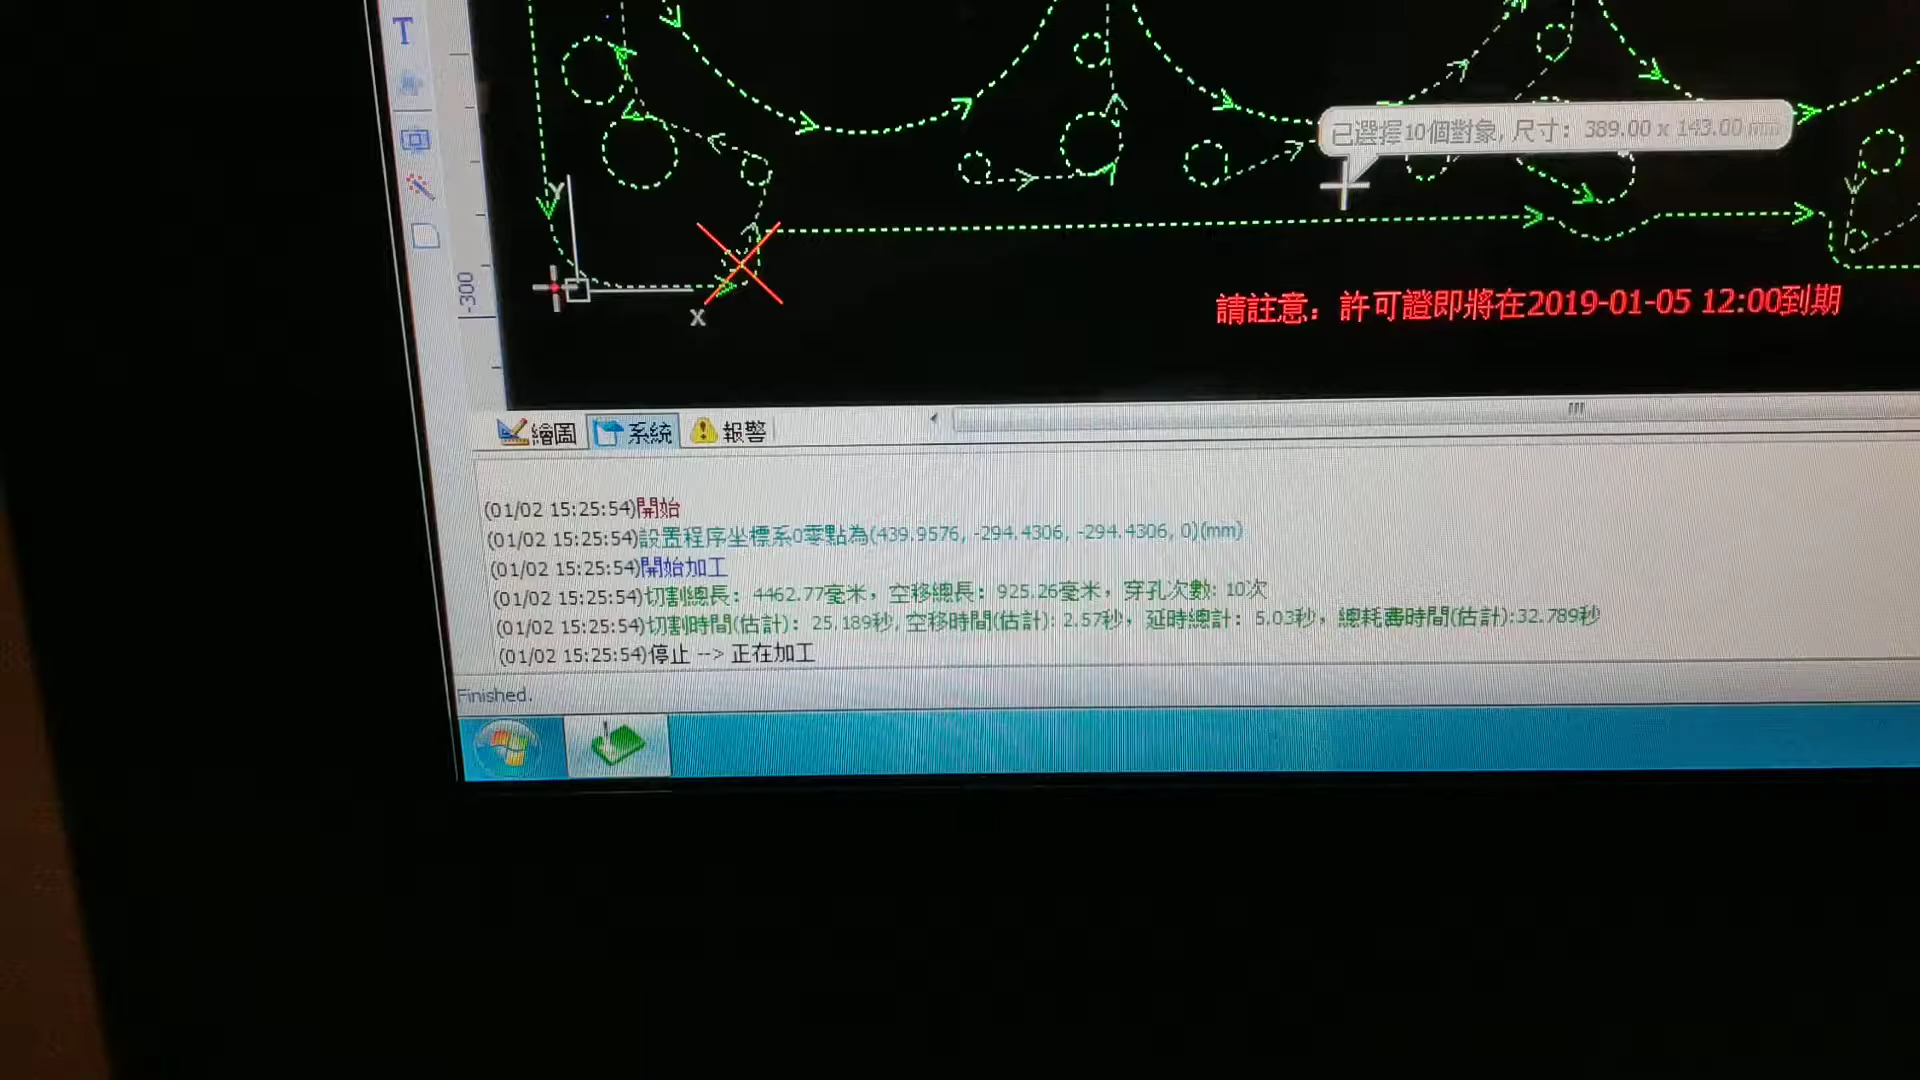 T
已選擇10個對象, 尺寸: 389.00 x 143.00 mm
Y
X
-300
請註意: 許可證即將在2019-01-05 12:00到期
繪圖 系統 報警
(01/02 15:25:54)開始
(01/02 15:25:54)設置程序坐標系0零點為(439.9576, -294.4306, -294.4306, 0)(mm)
(01/02 15:25:54)開始加工
(01/02 15:25:54)切割總長: 4462.77毫米, 空移總長: 925.26毫米, 穿孔次數: 10次
(01/02 15:25:54)切割時間(估計): 25.189秒, 空移時間(估計): 2.57秒, 延時總計: 5.03秒, 總耗費時間(估計):32.789秒
(01/02 15:25:54)停止 --> 正在加工
Finished.